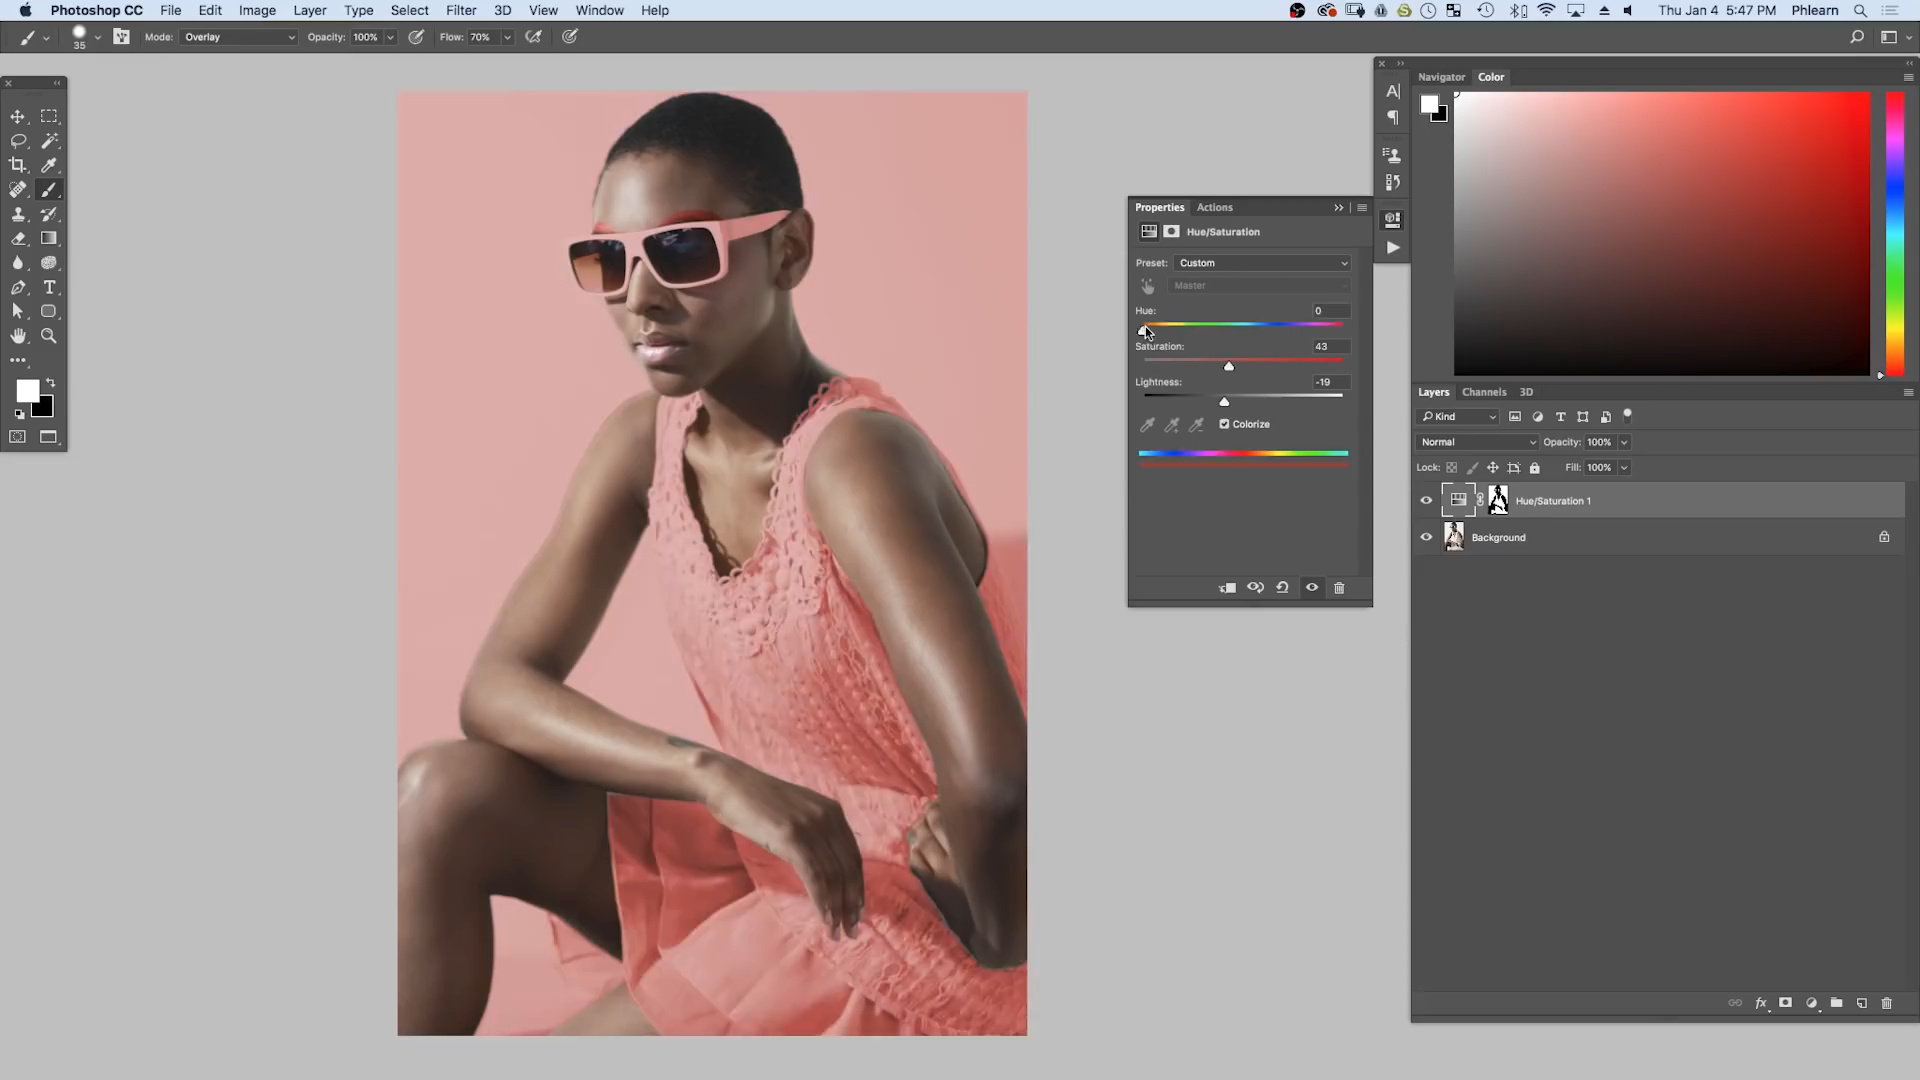 Photoshop CC File Edit Image Layer Type Select Filter 3D View Window Help Thu Jan 4 5:47 PM Phlearn
35 Mode: Overlay Opacity: 100% Flow: 70%
Navigator Color
Properties Actions
Hue/Saturation
Preset: Custom
Master
Hue: 0
Saturation: 43
Lightness: -19
Colorize
Layers Channels 3D
Kind
Normal Opacity: 100%
Lock: Fill: 100%
Hue/Saturation 1
Background
fx